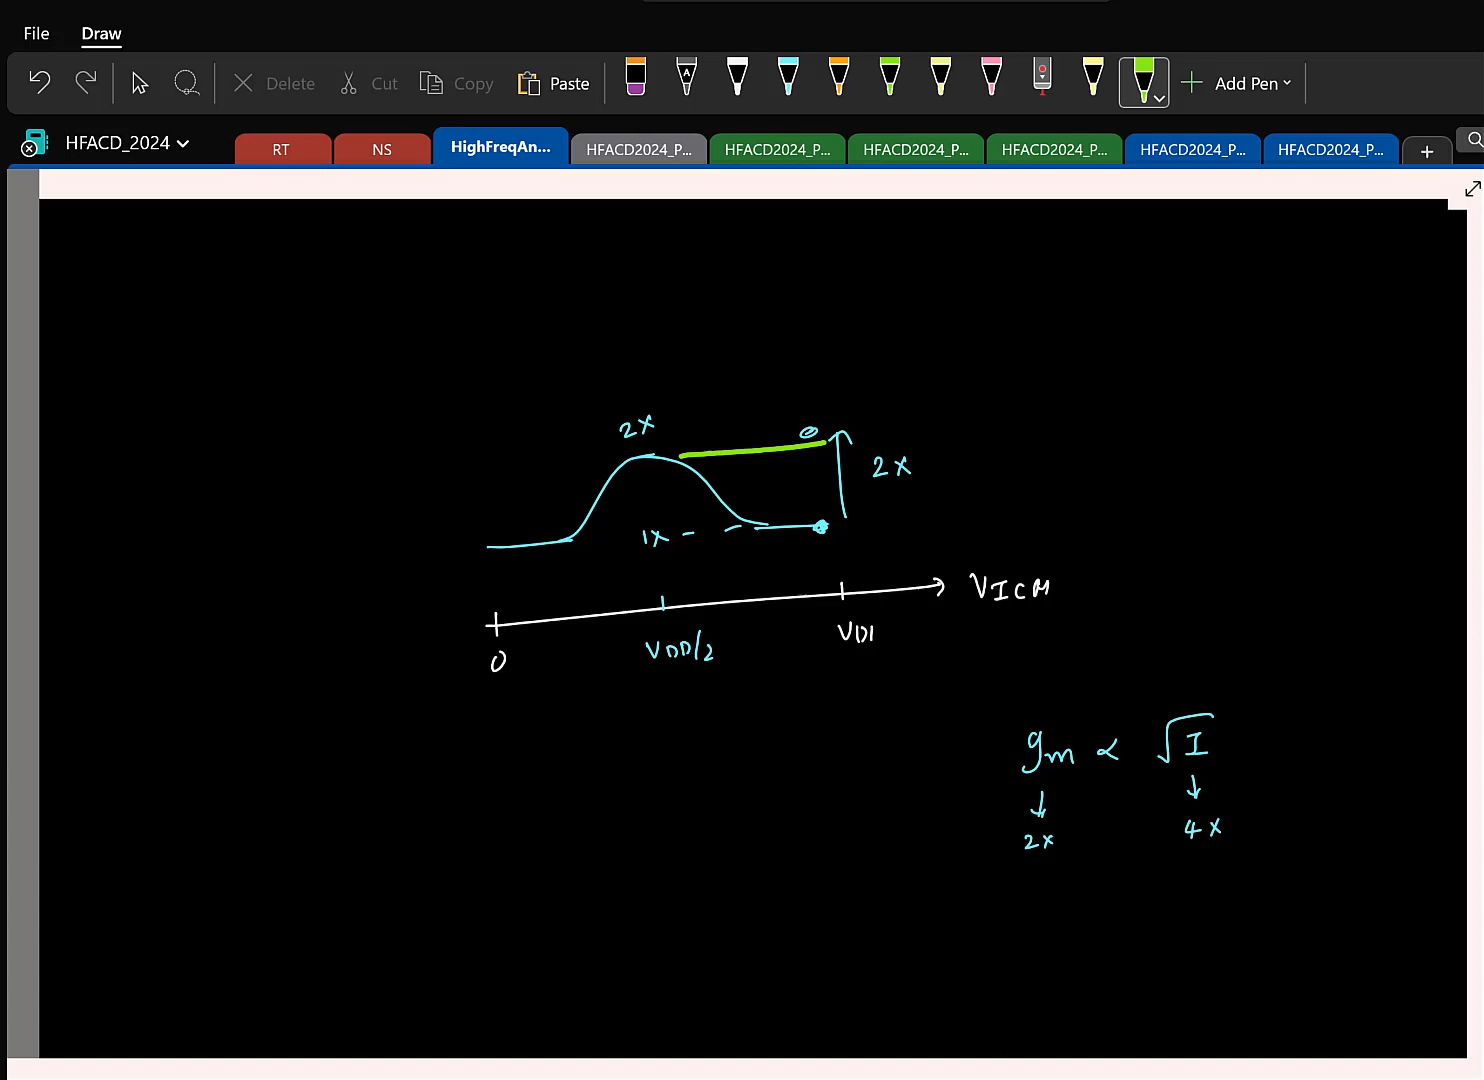 File Draw
Delete Cut Copy Paste A Add Pen
HFACD_2024 RT NS HighFreqAn... HFACD2024_P... HFACD2024_P... HFACD2024_P... HFACD2024_P... HFACD2024_P... HFACD2024_P... +
2X
2X
1X -
VICM
0 VDD/2 VDD
gm ∝ √I
↓ ↓
2x 4x